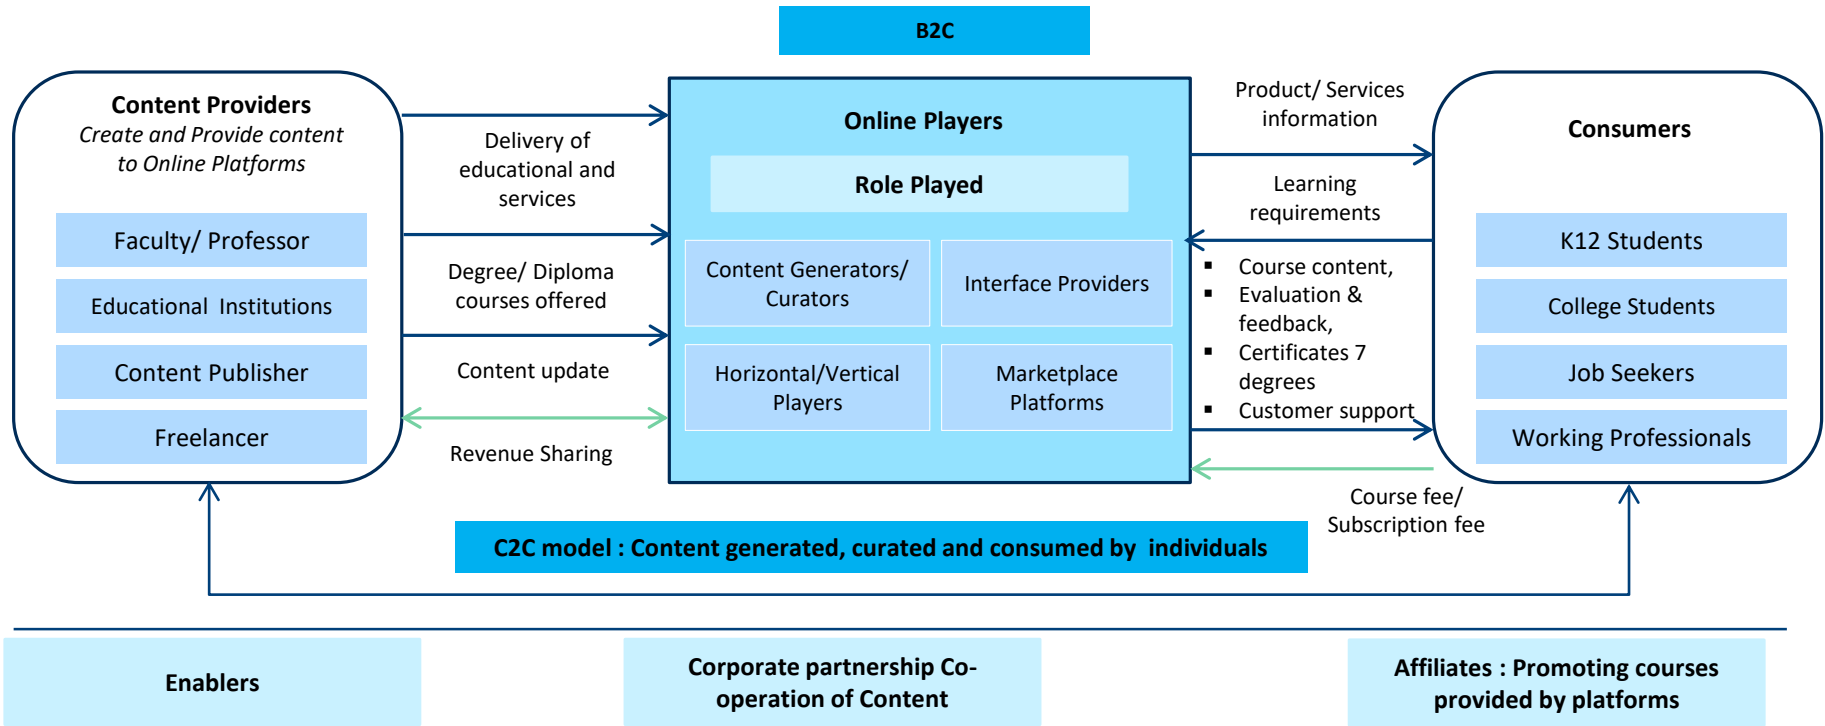 B2C
Content Providers
Create and Provide content
to Online Platforms
Faculty/ Professor
Educational Institutions
Content Publisher
Freelancer
Delivery of
educational and
services
Degree/ Diploma
courses offered
Content update
Revenue Sharing
Online Players
Role Played
Content Generators/
Curators
Interface Providers
Horizontal/Vertical
Players
Marketplace
Platforms
Product/ Services
information
Learning
requirements
▪ Course content,
▪ Evaluation &
feedback,
▪ Certificates 7
degrees
▪ Customer support
Course fee/
Subscription fee
Consumers
K12 Students
College Students
Job Seekers
Working Professionals
C2C model : Content generated, curated and consumed by individuals
Enablers
Corporate partnership Co-
operation of Content
Affiliates : Promoting courses
provided by platforms